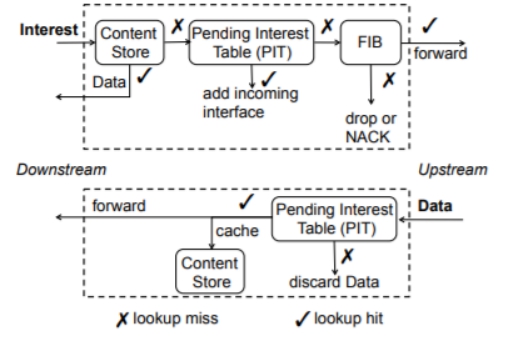 Interest
Content
Store
✗
Pending Interest
Table (PIT)
✗
FIB
✓
forward
Data
✓
✓
add incoming
interface
✗
drop or
NACK
Downstream
Upstream
forward
✓
Pending Interest
Table (PIT)
Data
cache
Content
Store
✗
discard Data
✗ lookup miss
✓ lookup hit